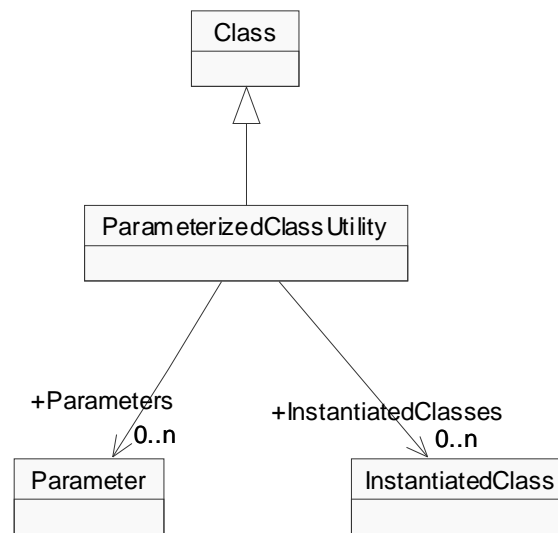 Class
ParameterizedClassUtility
+Parameters
0..n
+InstantiatedClasses
0..n
Parameter
InstantiatedClass